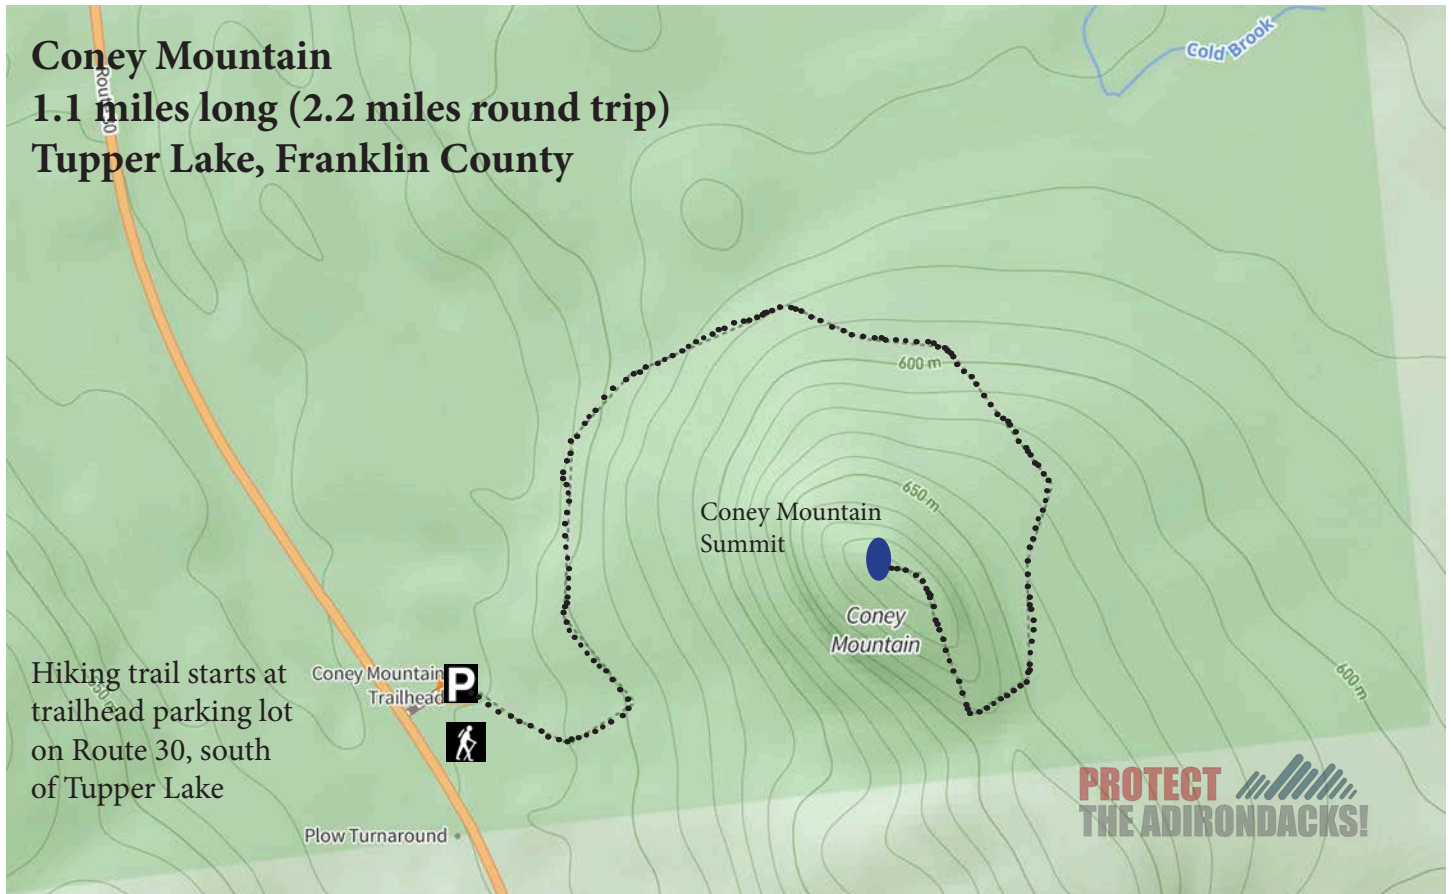 Coney Mountain
1.1 miles long (2.2 miles round trip)
Tupper Lake, Franklin County
Route 30
Cold Brook
600 m
650 m
Coney Mountain
Summit
Coney
Mountain
Hiking trail starts at
trailhead parking lot
on Route 30, south
of Tupper Lake
Coney Mountain
Trailhead
P
600 m
Plow Turnaround
PROTECT
THE ADIRONDACKS!